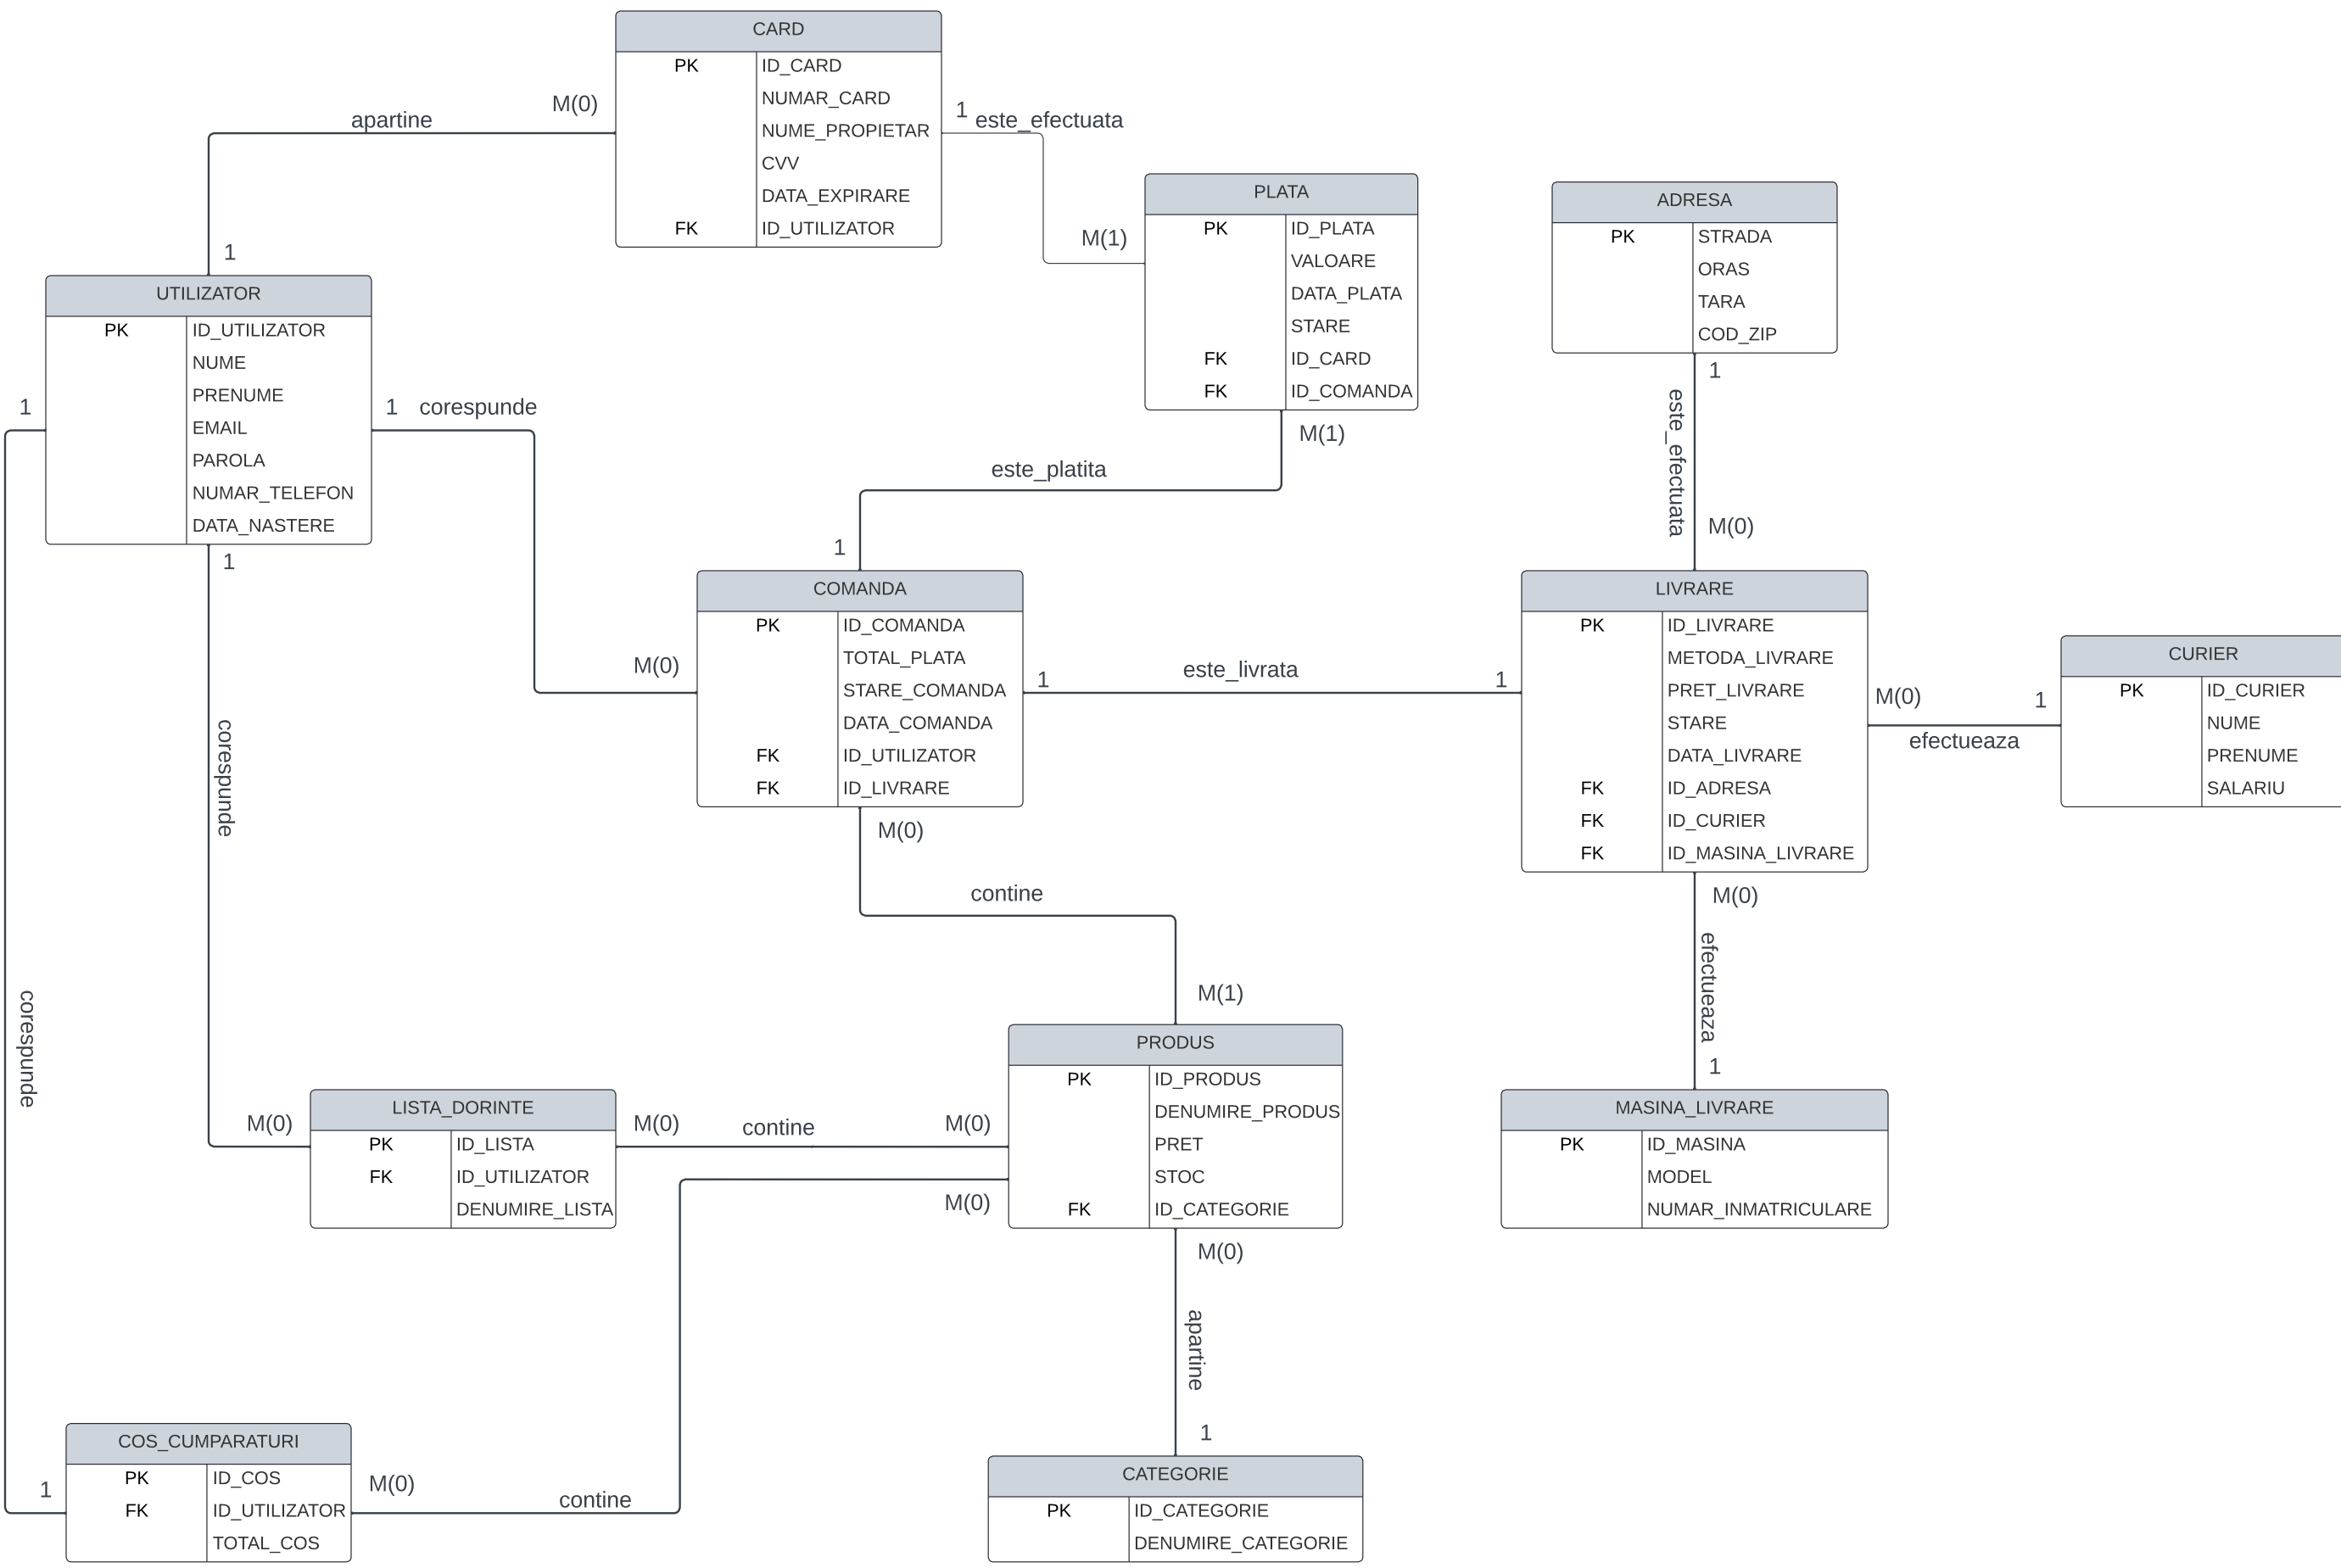 CARD
PK ID_CARD
NUMAR_CARD
NUME_PROPIETAR
CVV
DATA_EXPIRARE
FK ID_UTILIZATOR
apartine
M(0)
1
1
este_efectuata
M(1)
PLATA
PK ID_PLATA
VALOARE
DATA_PLATA
STARE
FK ID_CARD
FK ID_COMANDA
ADRESA
PK STRADA
ORAS
TARA
COD_ZIP
1
este_efectuata
M(0)
UTILIZATOR
PK ID_UTILIZATOR
NUME
PRENUME
EMAIL
PAROLA
NUMAR_TELEFON
DATA_NASTERE
1
1
corespunde
1
M(1)
este_platita
1
M(0)
COMANDA
PK ID_COMANDA
TOTAL_PLATA
STARE_COMANDA
DATA_COMANDA
FK ID_UTILIZATOR
FK ID_LIVRARE
1
este_livrata
1
LIVRARE
PK ID_LIVRARE
METODA_LIVRARE
PRET_LIVRARE
STARE
DATA_LIVRARE
FK ID_ADRESA
FK ID_CURIER
FK ID_MASINA_LIVRARE
M(0)
efectueaza
1
CURIER
PK ID_CURIER
NUME
PRENUME
SALARIU
corespunde
M(0)
contine
M(1)
M(0)
efectueaza
1
corespunde
PRODUS
PK ID_PRODUS
DENUMIRE_PRODUS
PRET
STOC
FK ID_CATEGORIE
MASINA_LIVRARE
PK ID_MASINA
MODEL
NUMAR_INMATRICULARE
M(0)
LISTA_DORINTE
PK ID_LISTA
FK ID_UTILIZATOR
DENUMIRE_LISTA
M(0)
contine
M(0)
M(0)
M(0)
apartine
1
COS_CUMPARATURI
PK ID_COS
FK ID_UTILIZATOR
TOTAL_COS
1
M(0)
contine
CATEGORIE
PK ID_CATEGORIE
DENUMIRE_CATEGORIE